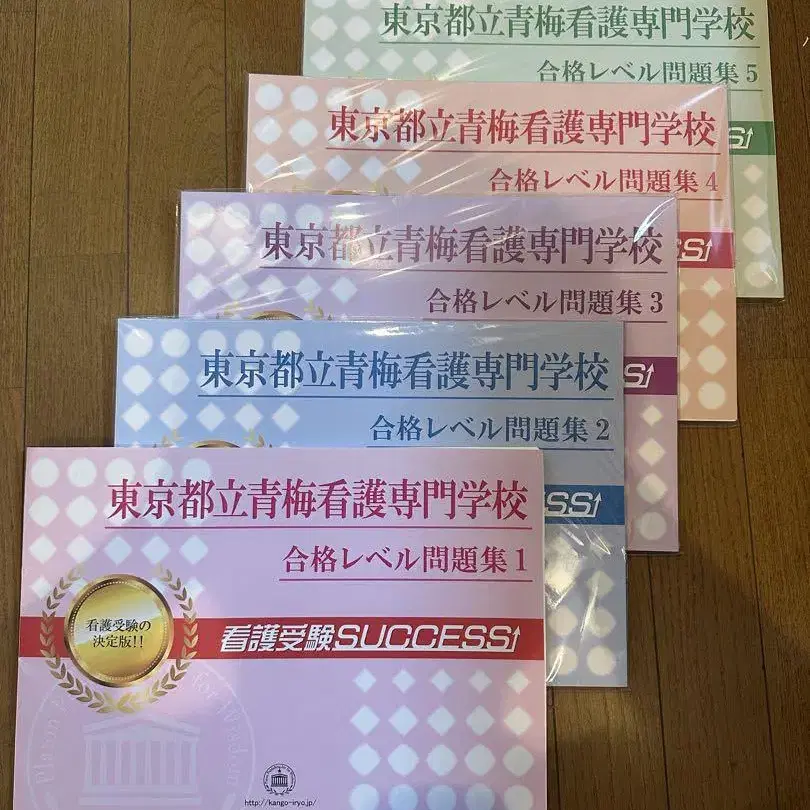 東京都立青梅看護専門学校
合格レベル問題集5
東京都立青梅看護専門学校
合格レベル問題集4
東京都立青梅看護専門学校
合格レベル問題集3
東京都立青梅看護専門学校
合格レベル問題集2
東京都立青梅看護専門学校
合格レベル問題集1
看護受験の
決定版!!
看護受験SUCCESS
http://kango-iryo.jp/